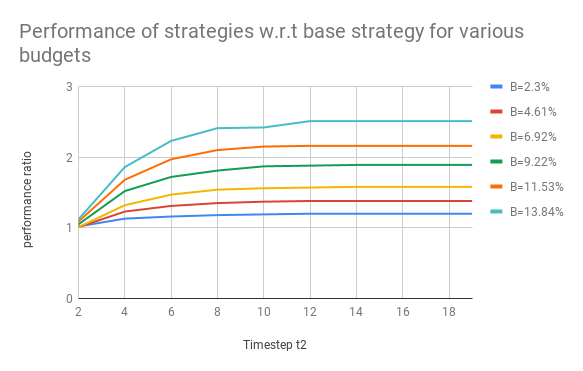 Performance of strategies w.r.t base strategy for various
budgets
performance ratio
3
2
1
0
2 4 6 8 10 12 14 16 18
Timestep t2
B=2.3%
B=4.61%
B=6.92%
B=9.22%
B=11.53%
B=13.84%